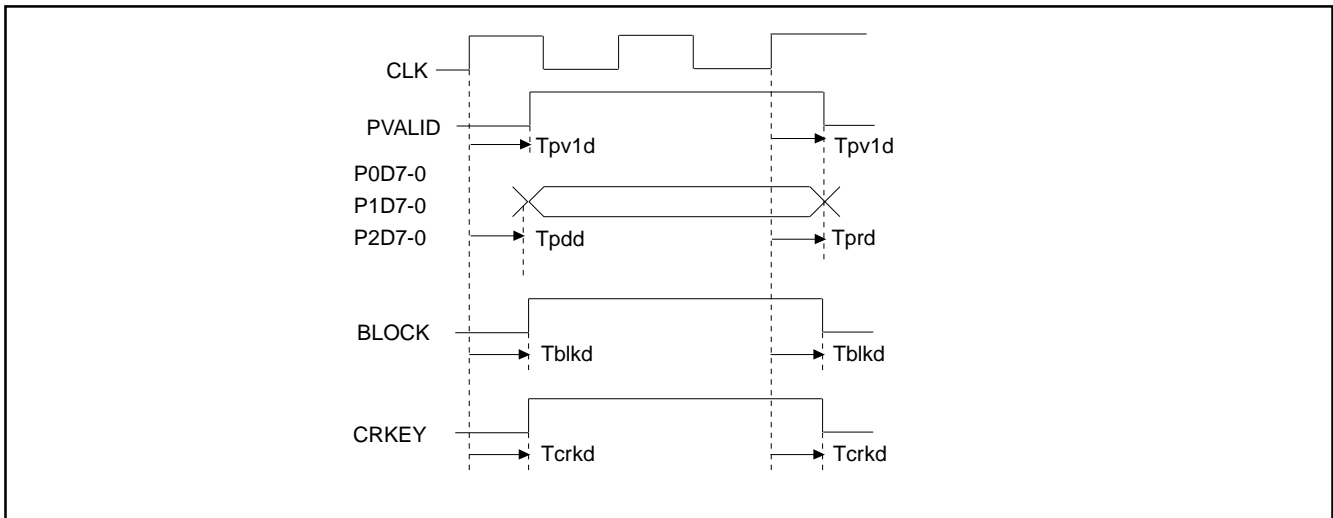 CLK
PVALID
Tpv1d
Tpv1d
P0D7-0
P1D7-0
P2D7-0
Tpdd
Tprd
BLOCK
Tblkd
Tblkd
CRKEY
Tcrkd
Tcrkd